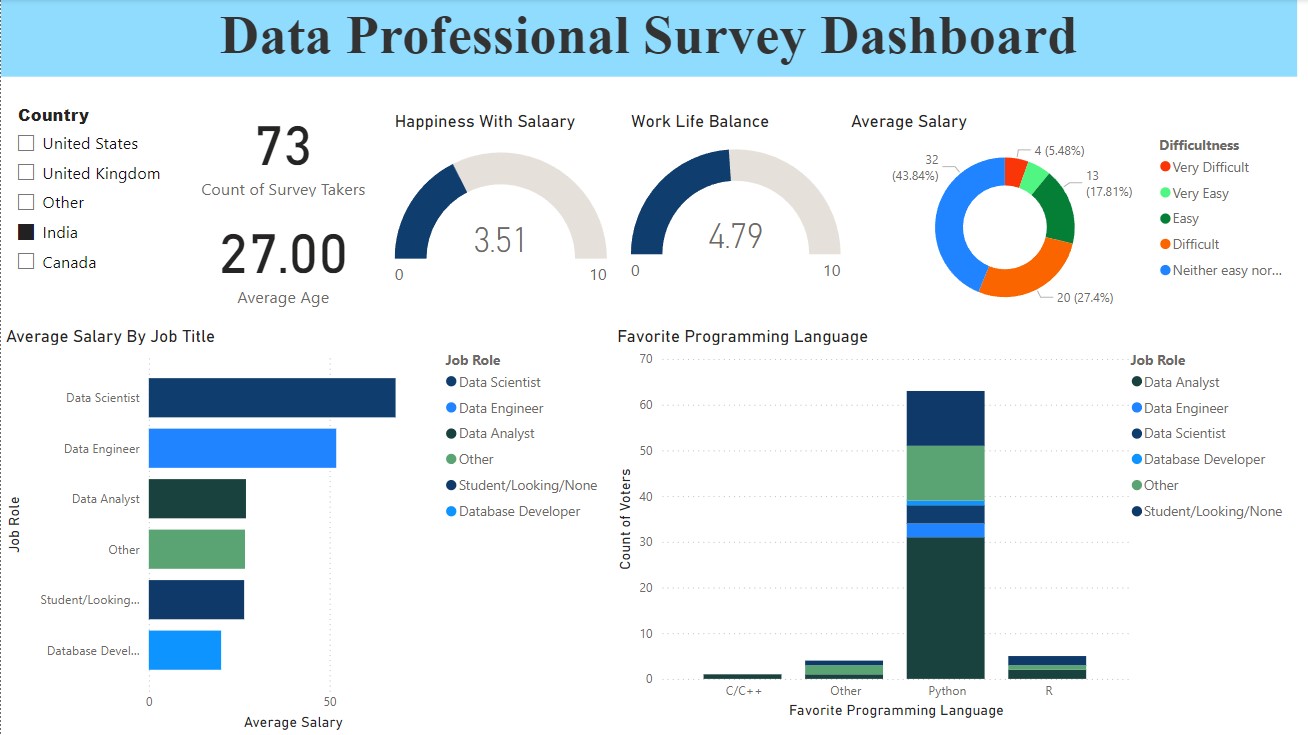 Data Professional Survey Dashboard
Country
United States
United Kingdom
Other
India
Canada
73
Count of Survey Takers
27.00
Average Age
Happiness With Salaary
3.51
0
10
Work Life Balance
4.79
0
10
Average Salary
32
(43.84%)
4 (5.48%)
13
(17.81%)
20 (27.4%)
Difficultness
Very Difficult
Very Easy
Easy
Difficult
Neither easy nor...
Average Salary By Job Title
Job Role
Data Scientist
Data Engineer
Data Analyst
Other
Student/Looking...
Database Devel...
0
50
Average Salary
Job Role
Data Scientist
Data Engineer
Data Analyst
Other
Student/Looking/None
Database Developer
Favorite Programming Language
Count of Voters
70
60
50
40
30
20
10
0
C/C++
Other
Python
R
Favorite Programming Language
Job Role
Data Analyst
Data Engineer
Data Scientist
Database Developer
Other
Student/Looking/None